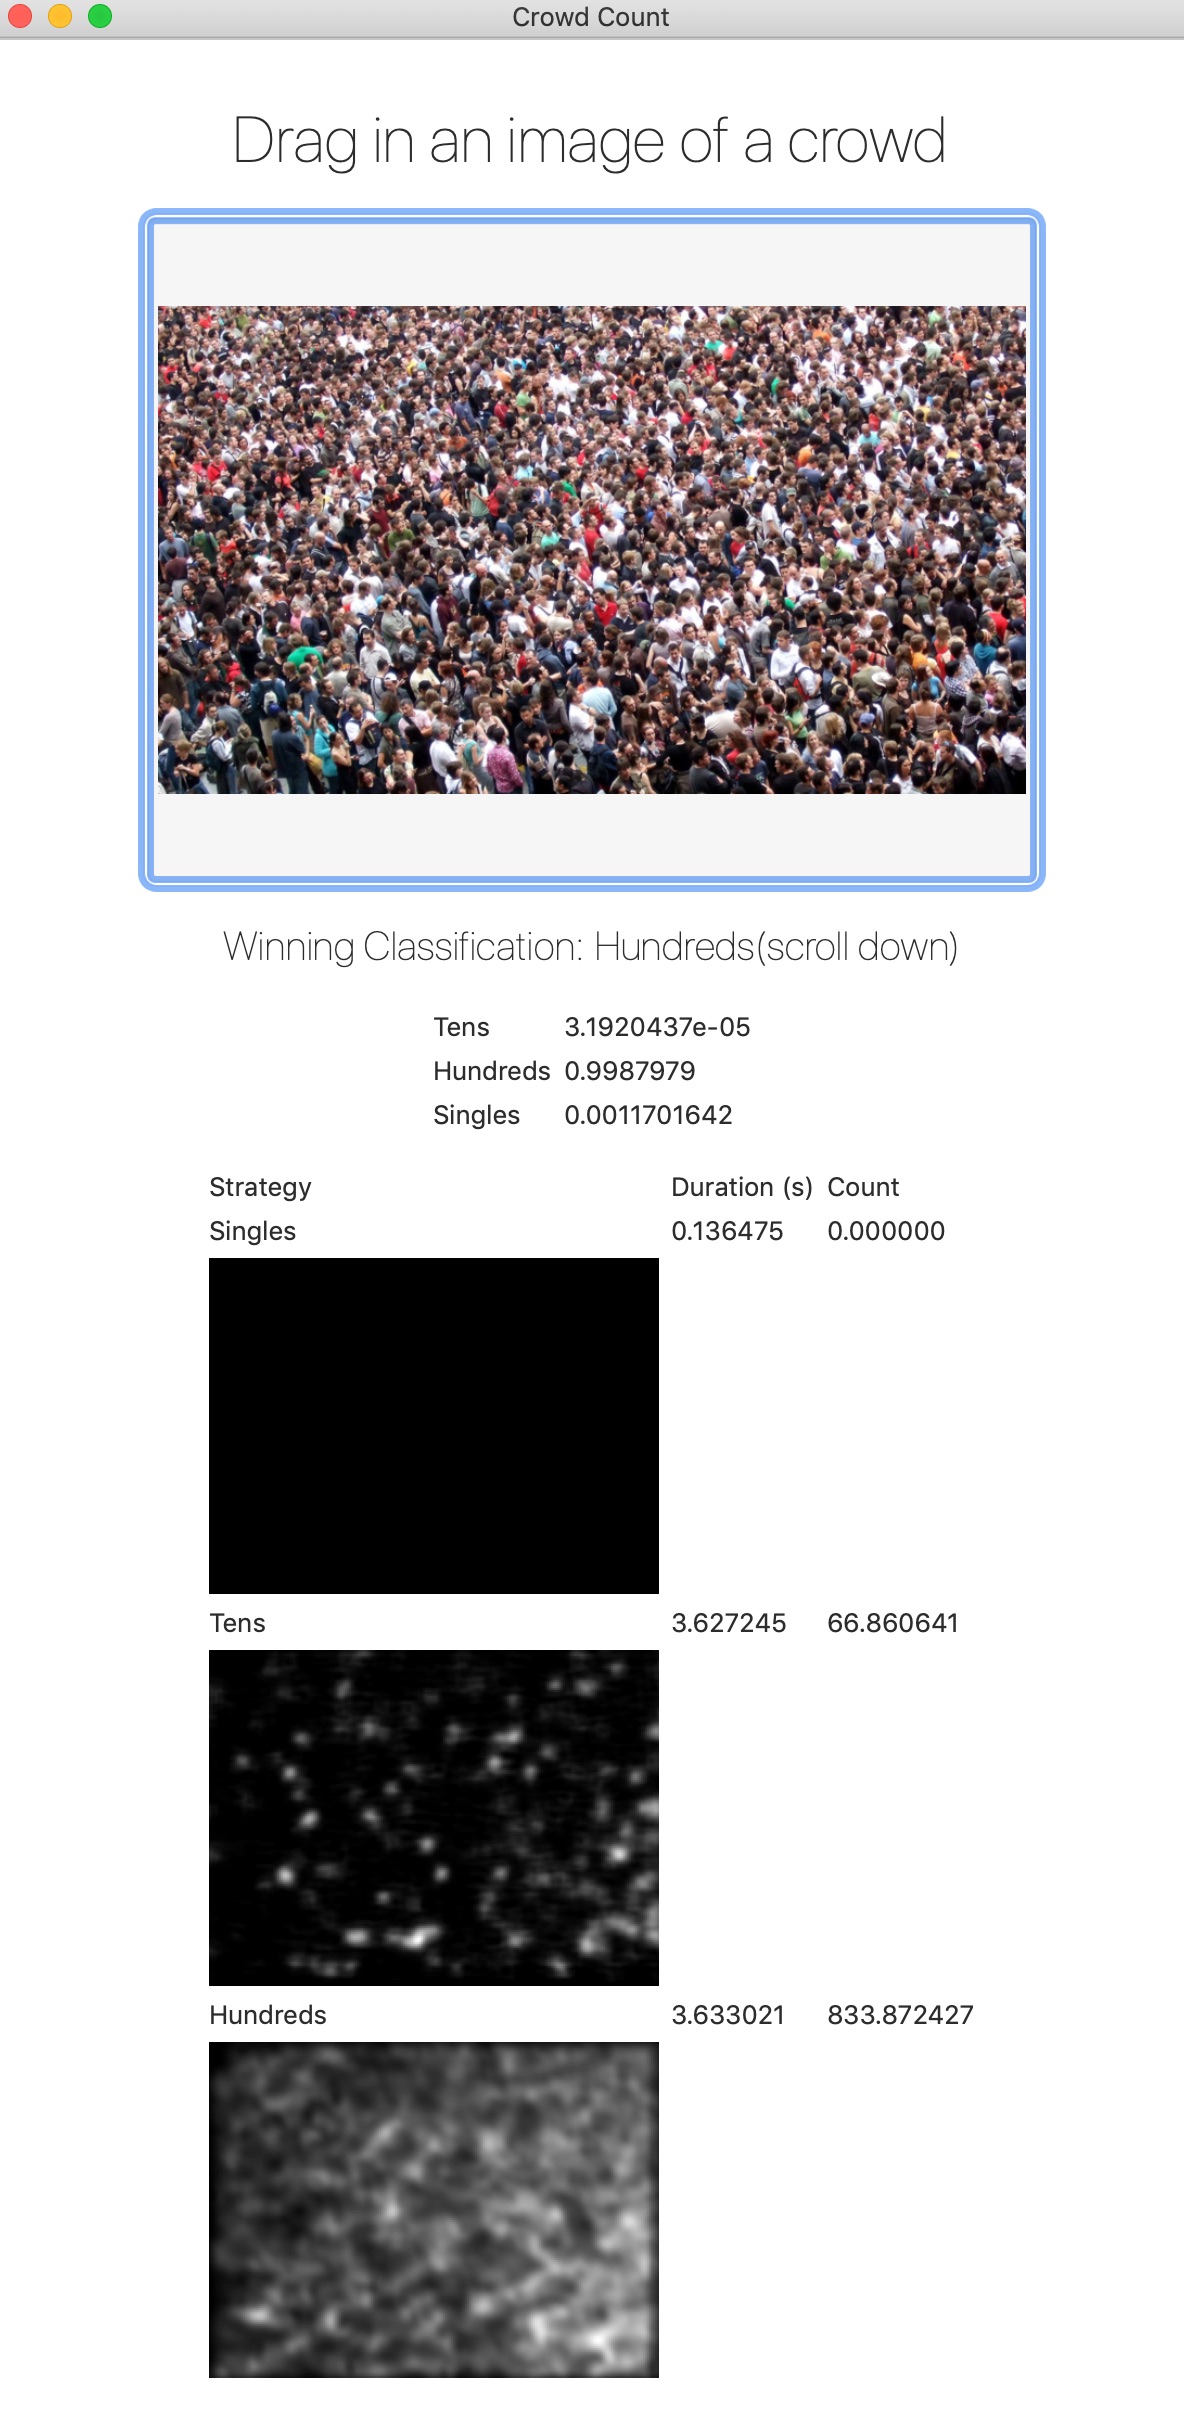 Crowd Count
Drag in an image of a crowd
Winning Classification: Hundreds(scroll down)
Tens 3.1920437e-05
Hundreds 0.9987979
Singles 0.0011701642
Strategy Duration (s) Count
Singles 0.136475 0.000000
Tens 3.627245 66.860641
Hundreds 3.633021 833.872427